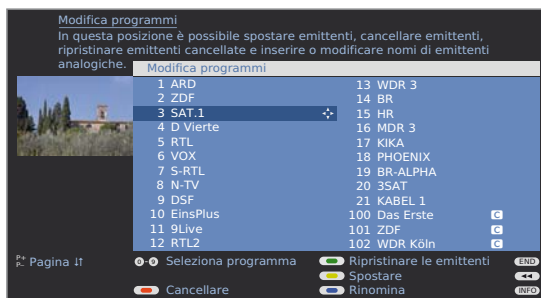 Modifica programmi
In questa posizione è possibile spostare emittenti, cancellare emittenti,
ripristinare emittenti cancellate e inserire o modificare nomi di emittenti
analogiche.
Modifica programmi
1 ARD
2 ZDF
3 SAT.1
4 D Vierte
5 RTL
6 VOX
7 S-RTL
8 N-TV
9 DSF
10 EinsPlus
11 9Live
12 RTL2
13 WDR 3
14 BR
15 HR
16 MDR 3
17 KIKA
18 PHOENIX
19 BR-ALPHA
20 3SAT
21 KABEL 1
100 Das Erste C
101 ZDF C
102 WDR Köln C
P+
P- Pagina
0-9 Seleziona programma
Ripristinare le emittenti END
Spostare
Cancellare
Rinomina INFO